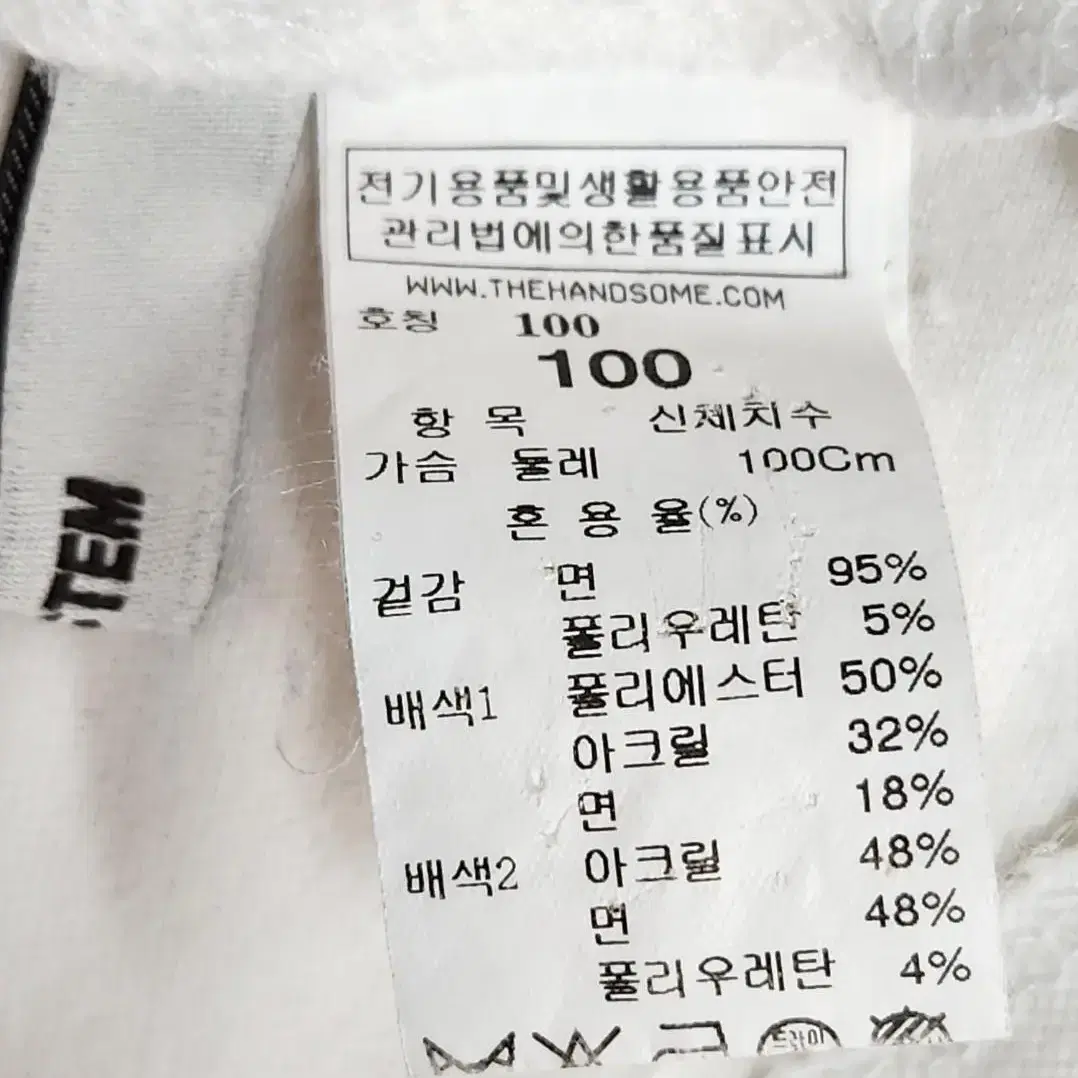 전기용품및생활용품안전
관리법에의한품질표시
WWW.THEHANDSOME.COM
호칭 100
100
항 목 신체치수
가슴 둘레 100Cm
혼 용 율(%)
겉감 면 95%
폴리우레탄 5%
배색1 폴리에스터 50%
아크릴 32%
면 18%
배색2 아크릴 48%
면 48%
폴리우레탄 4%
드라이
TEM